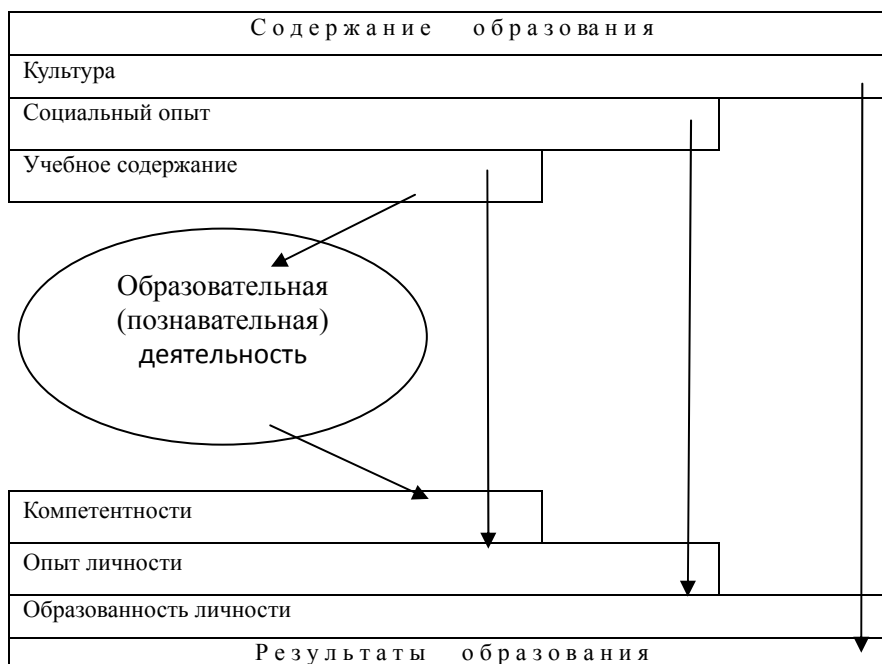 Содержание образования
Культура
Социальный опыт
Учебное содержание
Образовательная
(познавательная)
деятельность
Компетентности
Опыт личности
Образованность личности
Результаты образования